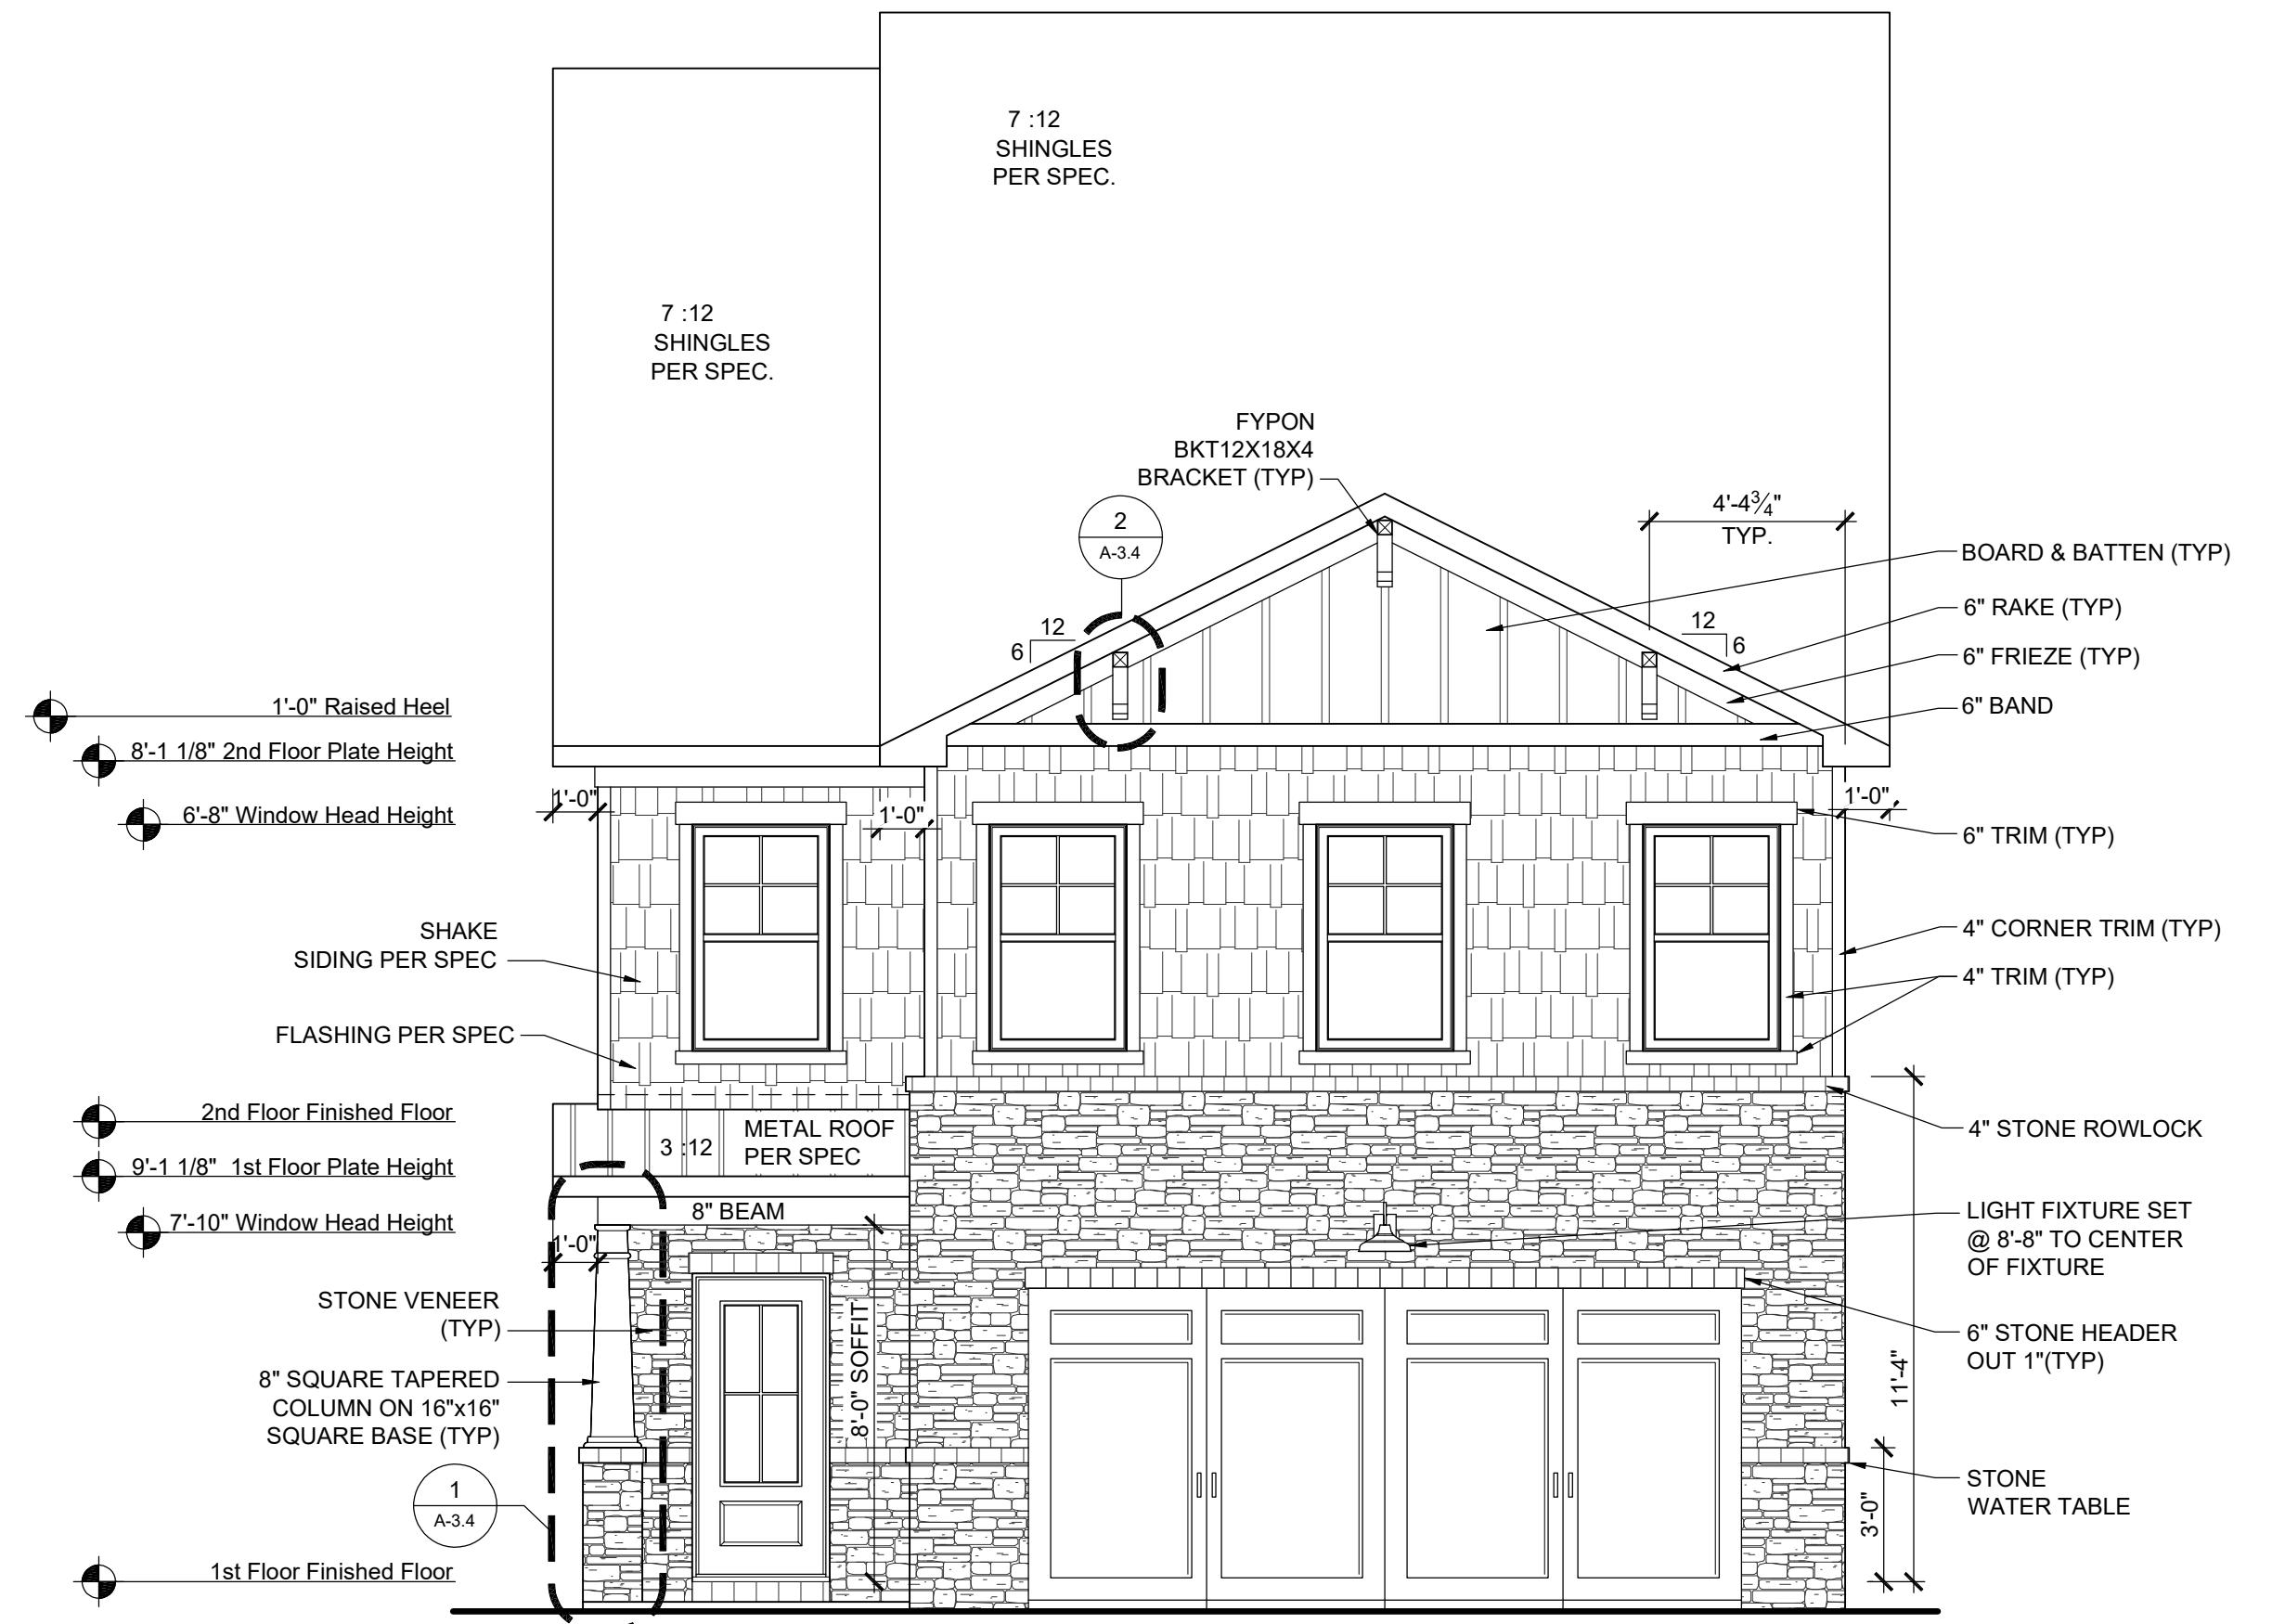 7 :12
SHINGLES
PER SPEC.
7 :12
SHINGLES
PER SPEC.
FYPON
BKT12X18X4
BRACKET (TYP)
2
A-3.4
4'-4¾"
TYP.
12
6
12
6
BOARD & BATTEN (TYP)
6" RAKE (TYP)
6" FRIEZE (TYP)
6" BAND
1'-0" Raised Heel
8'-1 1/8" 2nd Floor Plate Height
6'-8" Window Head Height
1'-0"
1'-0"
1'-0"
6" TRIM (TYP)
SHAKE
SIDING PER SPEC
4" CORNER TRIM (TYP)
4" TRIM (TYP)
FLASHING PER SPEC
2nd Floor Finished Floor
9'-1 1/8" 1st Floor Plate Height
7'-10" Window Head Height
3 :12
METAL ROOF
PER SPEC
8" BEAM
1'-0"
4" STONE ROWLOCK
LIGHT FIXTURE SET
@ 8'-8" TO CENTER
OF FIXTURE
STONE VENEER
(TYP)
8'-0" SOFFIT
6" STONE HEADER
OUT 1"(TYP)
11'-4"
8" SQUARE TAPERED
COLUMN ON 16"x16"
SQUARE BASE (TYP)
1
A-3.4
3'-0"
STONE
WATER TABLE
1st Floor Finished Floor